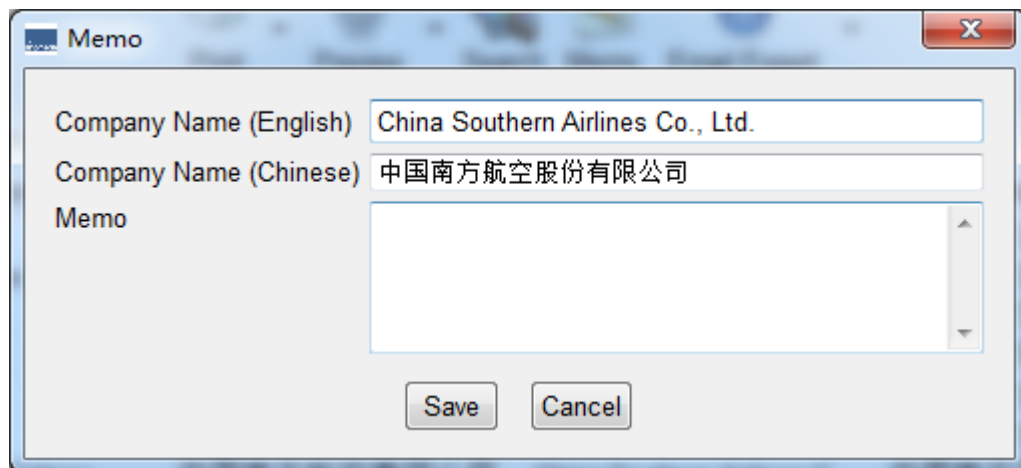 Memo
Company Name (English) China Southern Airlines Co., Ltd.
Company Name (Chinese) 中国南方航空股份有限公司
Memo
Save Cancel